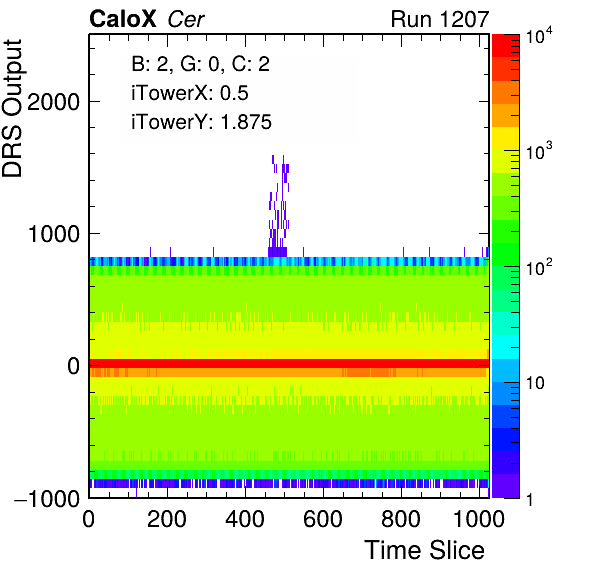 CaloX Cer Run 1207
B: 2, G: 0, C: 2
iTowerX: 0.5
iTowerY: 1.875
DRS Output
2000
1000
0
−1000
0 200 400 600 800 1000
Time Slice
10⁴
10³
10²
10
1